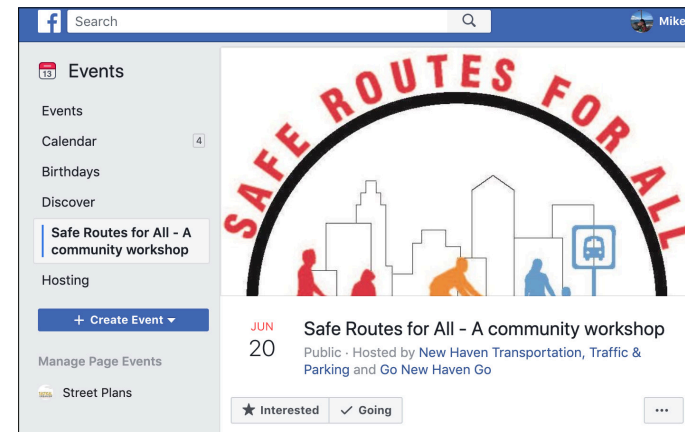 f Search Mike
13 Events
Events
Calendar 4
Birthdays
Discover
Safe Routes for All - A
community workshop
Hosting
+ Create Event
Manage Page Events
Street Plans
SAFE ROUTES FOR ALL
JUN
20
Safe Routes for All - A community workshop
Public · Hosted by New Haven Transportation, Traffic &
Parking and Go New Haven Go
★ Interested ✓ Going ...